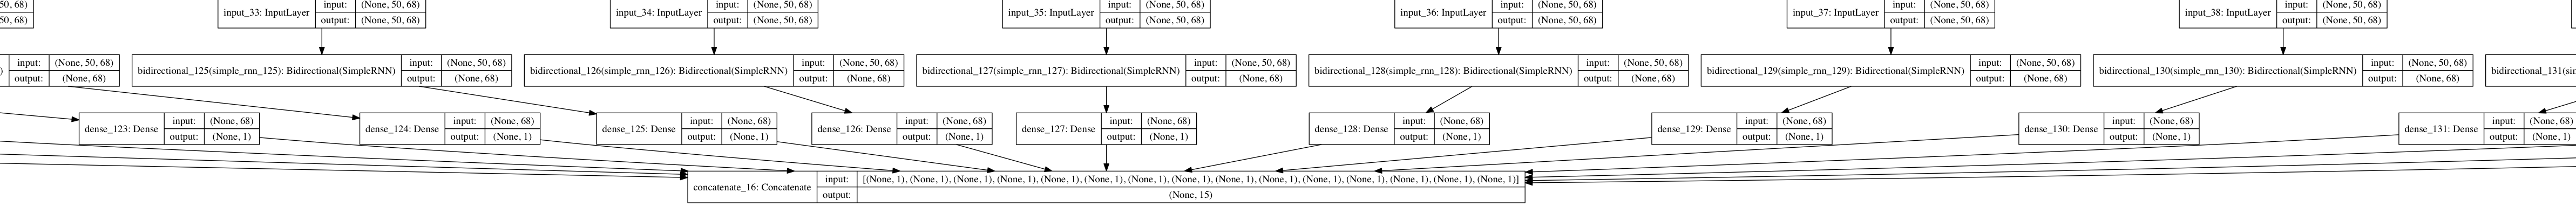 50, 68)
50, 68)
input_33: InputLayer input: (None, 50, 68)
output: (None, 50, 68)
input_34: InputLayer input: (None, 50, 68)
output: (None, 50, 68)
input_35: InputLayer input: (None, 50, 68)
output: (None, 50, 68)
input_36: InputLayer input: (None, 50, 68)
output: (None, 50, 68)
input_37: InputLayer input: (None, 50, 68)
output: (None, 50, 68)
input_38: InputLayer input: (None, 50, 68)
output: (None, 50, 68)
) input: (None, 50, 68)
output: (None, 68)
bidirectional_125(simple_rnn_125): Bidirectional(SimpleRNN) input: (None, 50, 68)
output: (None, 68)
bidirectional_126(simple_rnn_126): Bidirectional(SimpleRNN) input: (None, 50, 68)
output: (None, 68)
bidirectional_127(simple_rnn_127): Bidirectional(SimpleRNN) input: (None, 50, 68)
output: (None, 68)
bidirectional_128(simple_rnn_128): Bidirectional(SimpleRNN) input: (None, 50, 68)
output: (None, 68)
bidirectional_129(simple_rnn_129): Bidirectional(SimpleRNN) input: (None, 50, 68)
output: (None, 68)
bidirectional_130(simple_rnn_130): Bidirectional(SimpleRNN) input: (None, 50, 68)
output: (None, 68)
bidirectional_131(sim
dense_123: Dense input: (None, 68)
output: (None, 1)
dense_124: Dense input: (None, 68)
output: (None, 1)
dense_125: Dense input: (None, 68)
output: (None, 1)
dense_126: Dense input: (None, 68)
output: (None, 1)
dense_127: Dense input: (None, 68)
output: (None, 1)
dense_128: Dense input: (None, 68)
output: (None, 1)
dense_129: Dense input: (None, 68)
output: (None, 1)
dense_130: Dense input: (None, 68)
output: (None, 1)
dense_131: Dense input: (None, 68)
output: (None, 1)
concatenate_16: Concatenate input: [(None, 1), (None, 1), (None, 1), (None, 1), (None, 1), (None, 1), (None, 1), (None, 1), (None, 1), (None, 1), (None, 1), (None, 1), (None, 1), (None, 1), (None, 1)]
output: (None, 15)